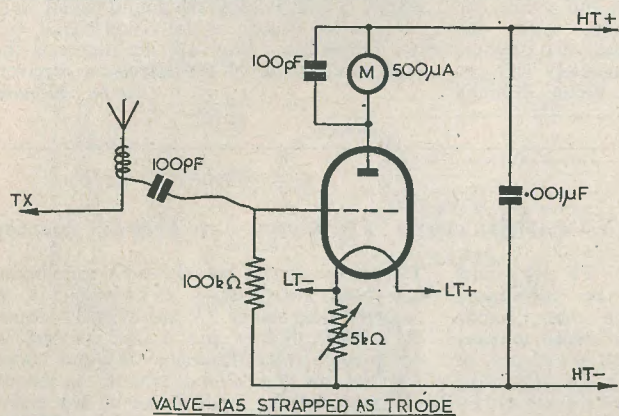 HT+
100pF
M
500µA
100PF
TX
·001µF
100kΩ
LT-
LT+
5kΩ
HT-
VALVE-1A5 STRAPPED AS TRIODE